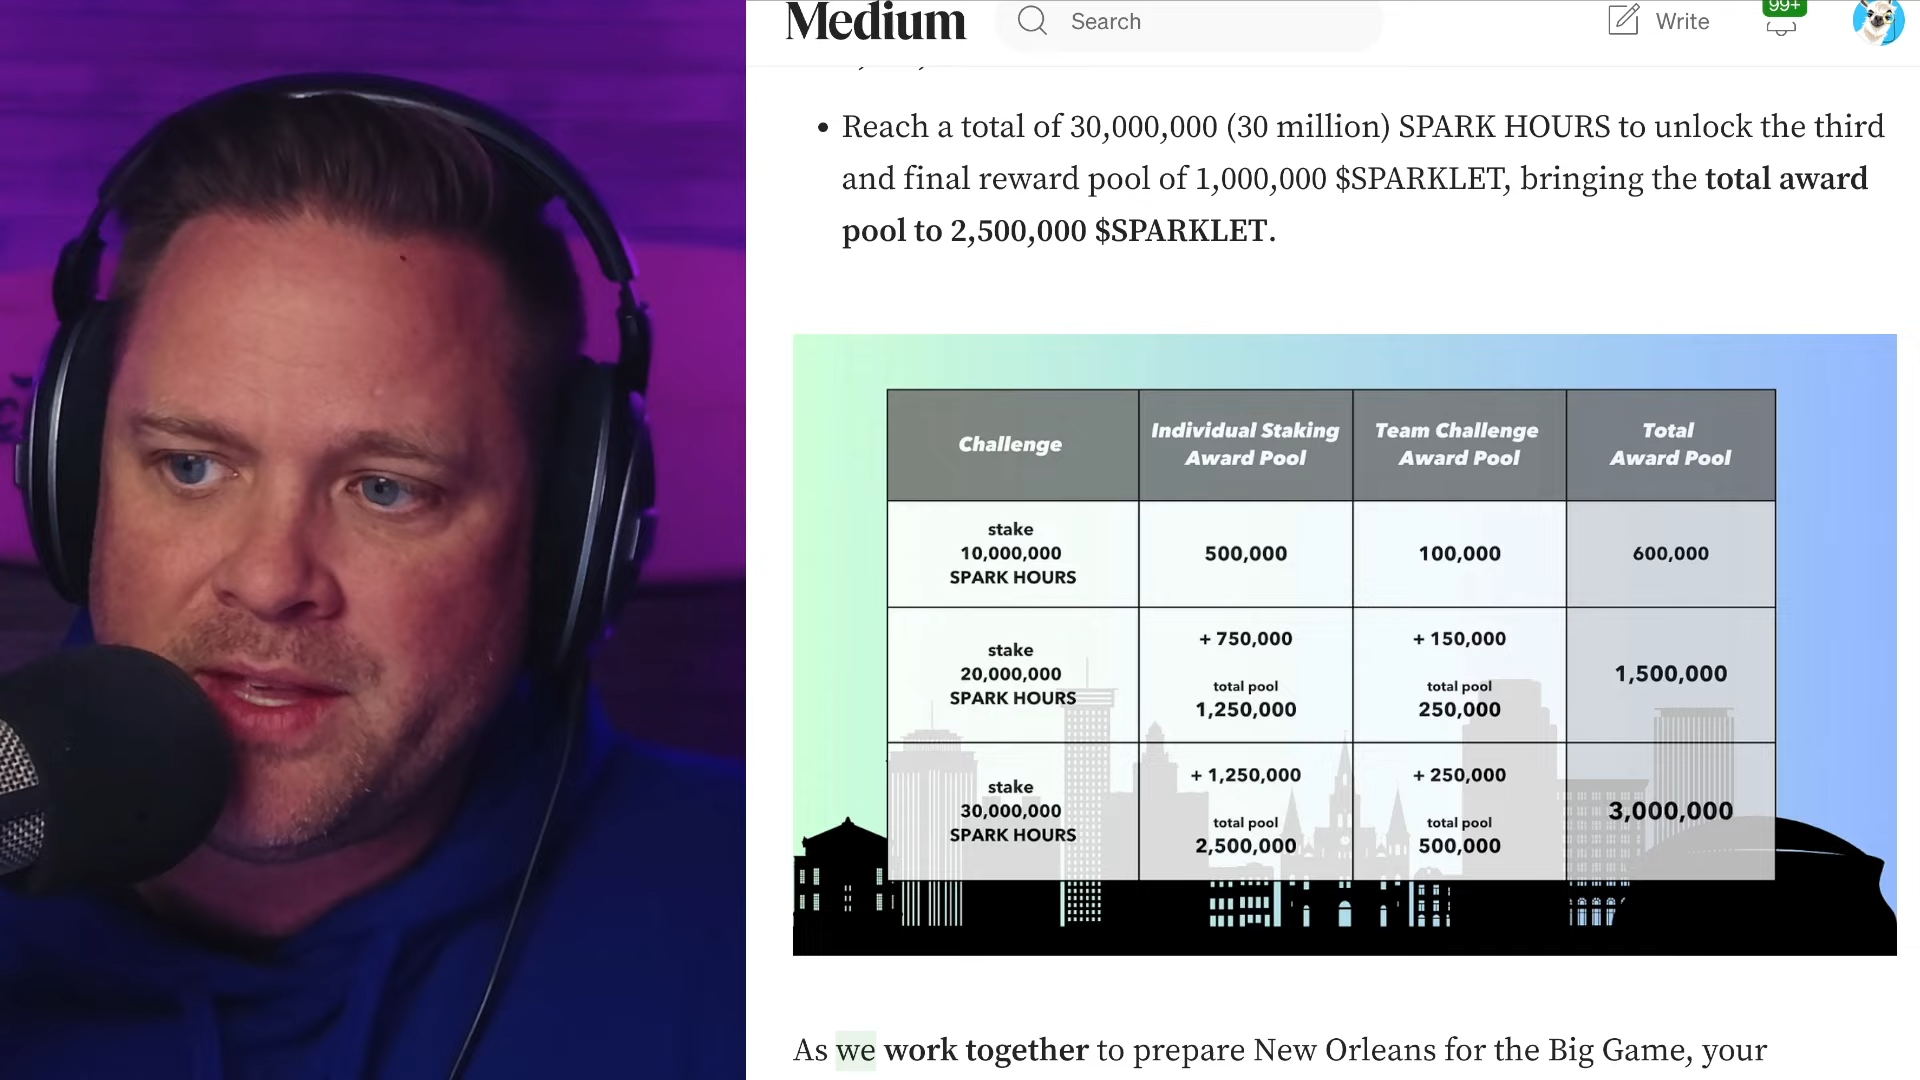 Medium
Search
Write
99+
• Reach a total of 30,000,000 (30 million) SPARK HOURS to unlock the third
and final reward pool of 1,000,000 $SPARKLET, bringing the total award
pool to 2,500,000 $SPARKLET.
Challenge
Individual Staking
Award Pool
Team Challenge
Award Pool
Total
Award Pool
stake
10,000,000
SPARK HOURS
500,000
100,000
600,000
stake
20,000,000
SPARK HOURS
+ 750,000
total pool
1,250,000
+ 150,000
total pool
250,000
1,500,000
stake
30,000,000
SPARK HOURS
+ 1,250,000
total pool
2,500,000
+ 250,000
total pool
500,000
3,000,000
As we work together to prepare New Orleans for the Big Game, your